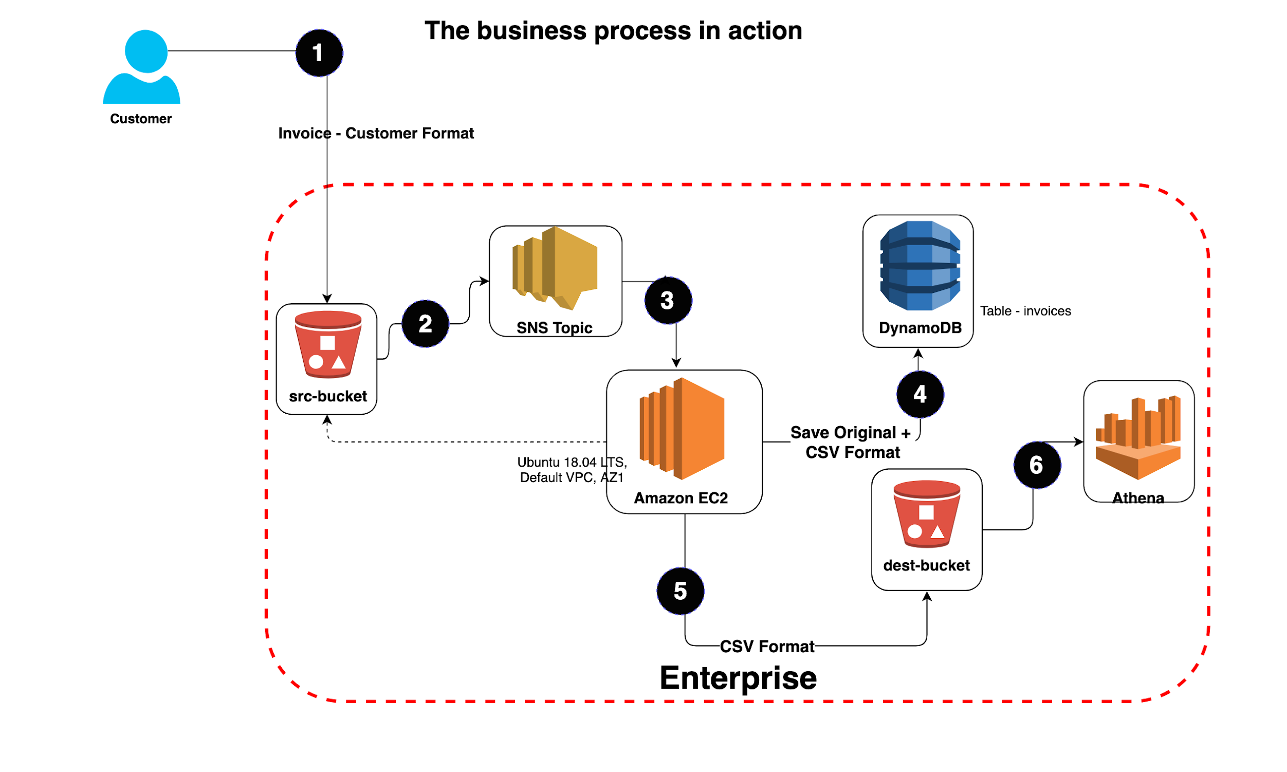 The business process in action
1
Customer
Invoice - Customer Format
SNS Topic
2
3
src-bucket
DynamoDB
Table - invoices
4
Save Original +
CSV Format
Ubuntu 18.04 LTS,
Default VPC, AZ1
Amazon EC2
6
Athena
dest-bucket
5
CSV Format
Enterprise